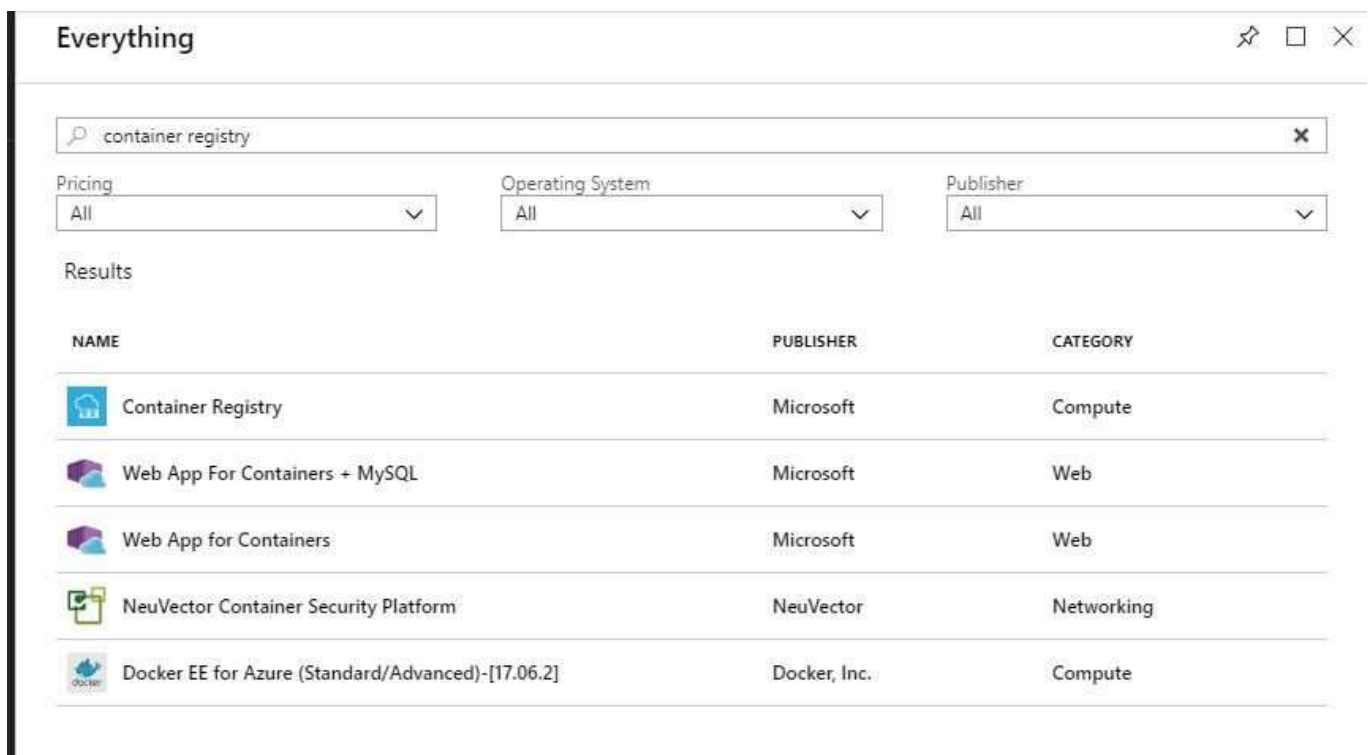 Everything
container registry
Pricing Operating System Publisher
All All All
Results
NAME PUBLISHER CATEGORY
Container Registry Microsoft Compute
Web App For Containers + MySQL Microsoft Web
Web App for Containers Microsoft Web
NeuVector Container Security Platform NeuVector Networking
docker Docker EE for Azure (Standard/Advanced)-[17.06.2] Docker, Inc. Compute